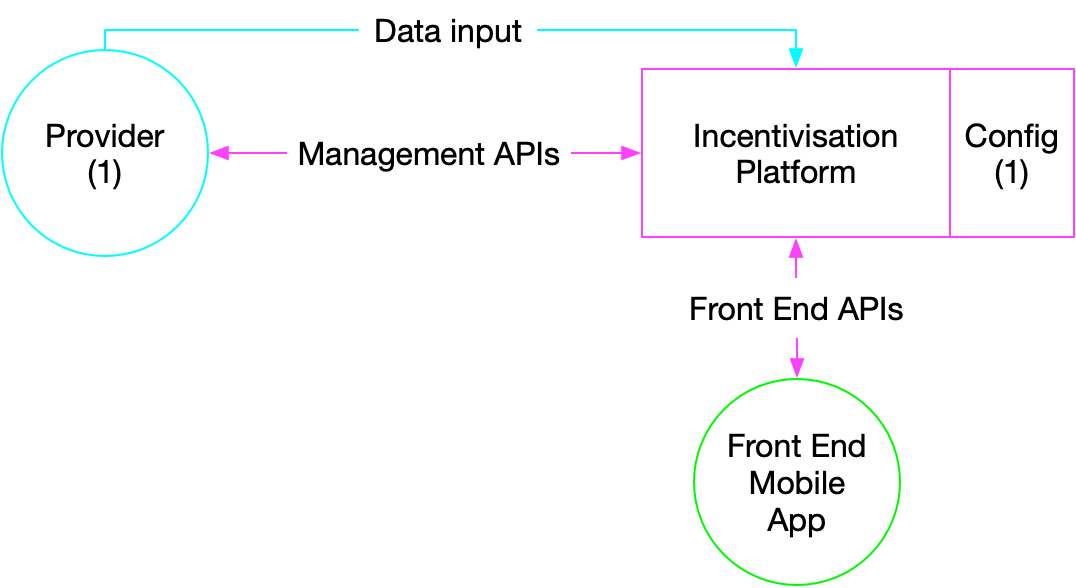 Data input
Provider
(1)
Management APIs
Incentivisation
Platform
Config
(1)
Front End APIs
Front End
Mobile
App